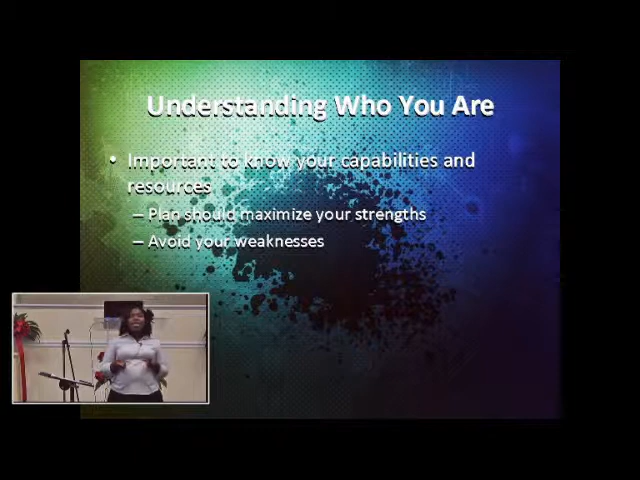 Understanding Who You Are
• Important to know your capabilities and
resources
– Plan should maximize your strengths
– Avoid your weaknesses